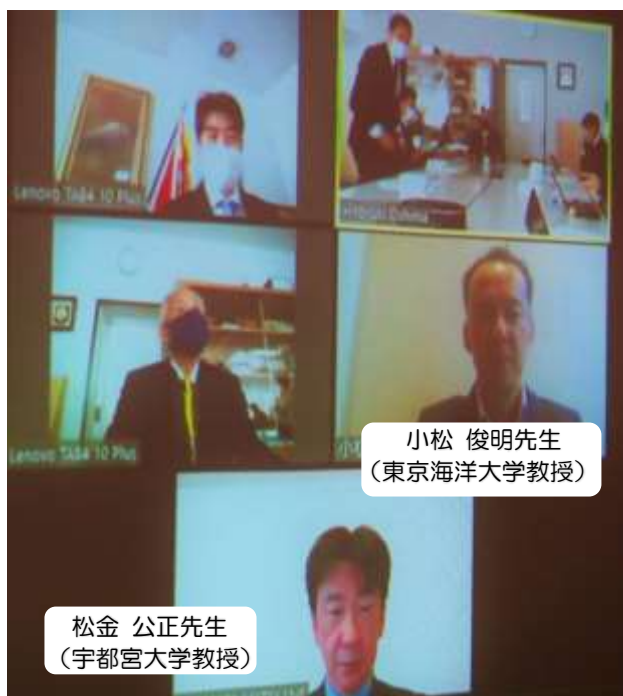 Lenovo TAB4 10 Plus
Lenovo TAB4 10 Plus
小松 俊明先生
（東京海洋大学教授）
松金 公正先生
（宇都宮大学教授）